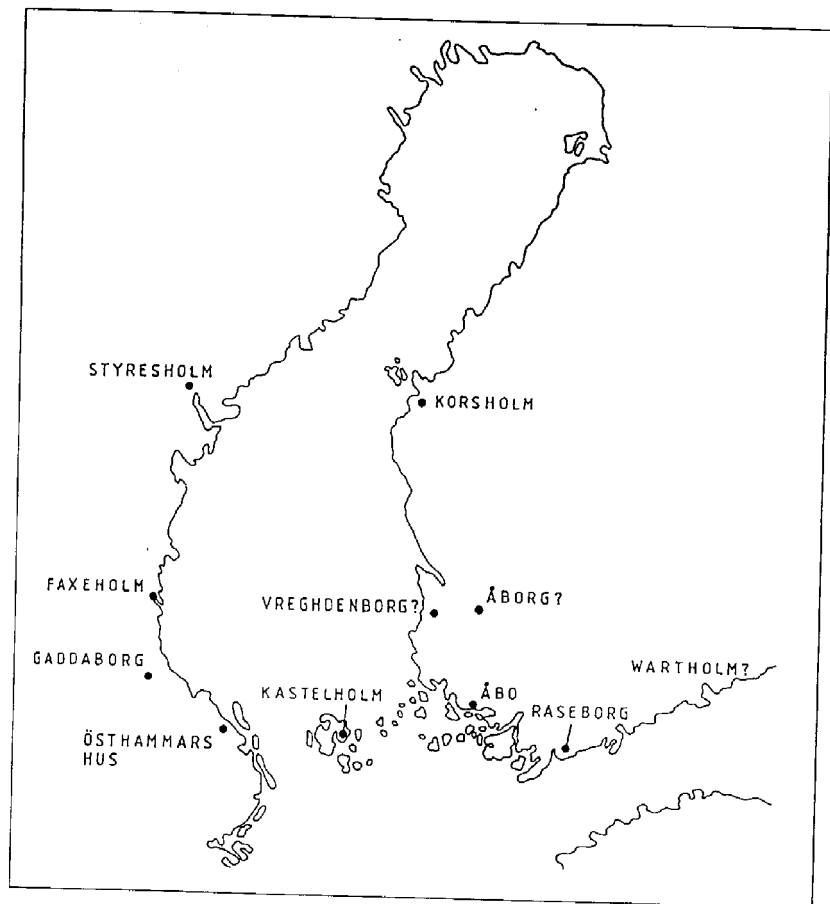 STYRESHOLM
KORSHOLM
FAXEHOLM
VREGHDENBORG?
ÅBORG?
GADDABORG
WARTHOLM?
KASTELHOLM
ÅBO
RASEBORG
ÖSTHAMMARS
HUS